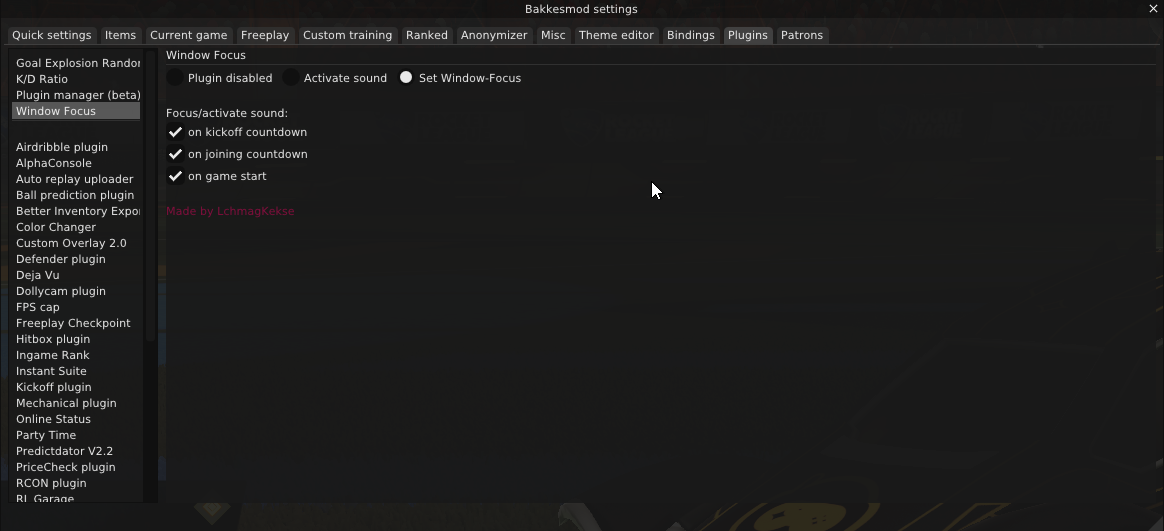 Bakkesmod settings
Quick settings Items Current game Freeplay Custom training Ranked Anonymizer Misc Theme editor Bindings Plugins Patrons
Goal Explosion Randor
K/D Ratio
Plugin manager (beta)
Window Focus
Airdribble plugin
AlphaConsole
Auto replay uploader
Ball prediction plugin
Better Inventory Expor
Color Changer
Custom Overlay 2.0
Defender plugin
Deja Vu
Dollycam plugin
FPS cap
Freeplay Checkpoint
Hitbox plugin
Ingame Rank
Instant Suite
Kickoff plugin
Mechanical plugin
Online Status
Party Time
Predictdator V2.2
PriceCheck plugin
RCON plugin
RL Garage
Window Focus
Plugin disabled Activate sound Set Window-Focus
Focus/activate sound:
on kickoff countdown
on joining countdown
on game start
Made by LchmagKekse